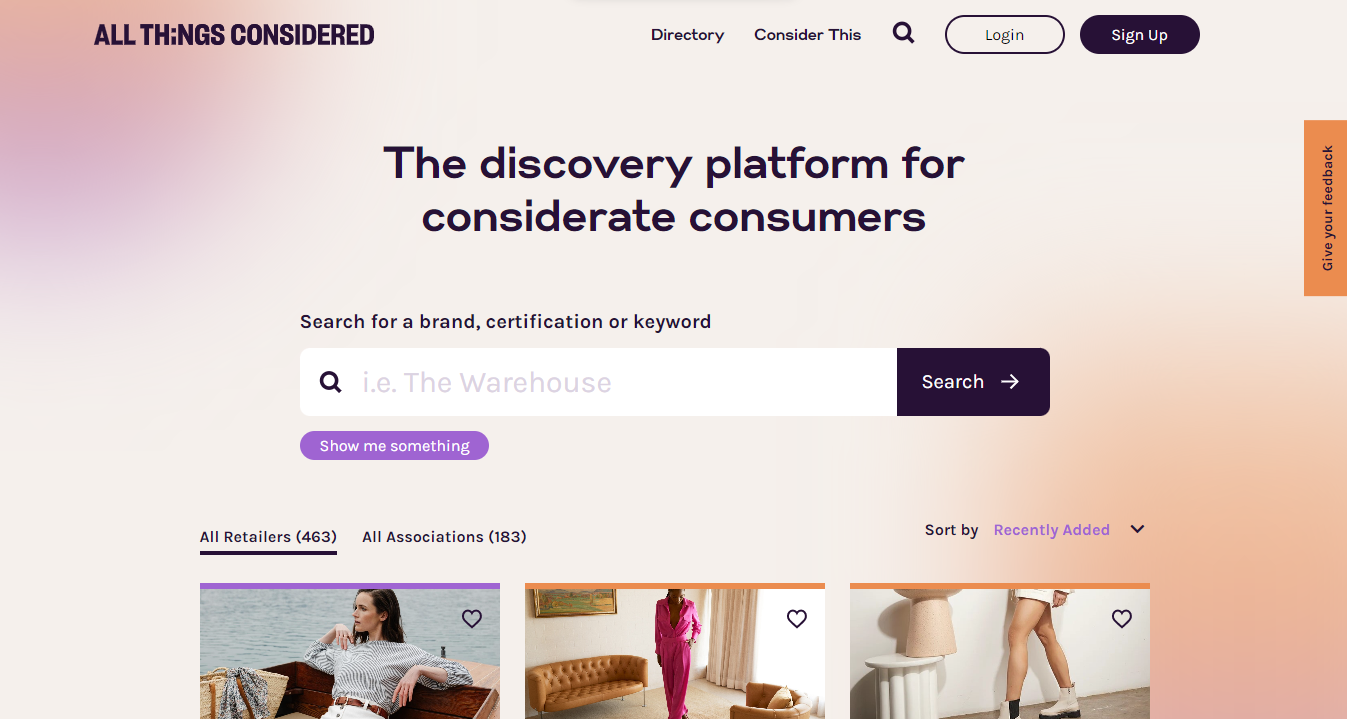 ALL THiNGS CONSIDERED
Directory
Consider This
Login
Sign Up
The discovery platform for
considerate consumers
Give your feedback
Search for a brand, certification or keyword
i.e. The Warehouse
Search
Show me something
All Retailers (463)
All Associations (183)
Sort by
Recently Added